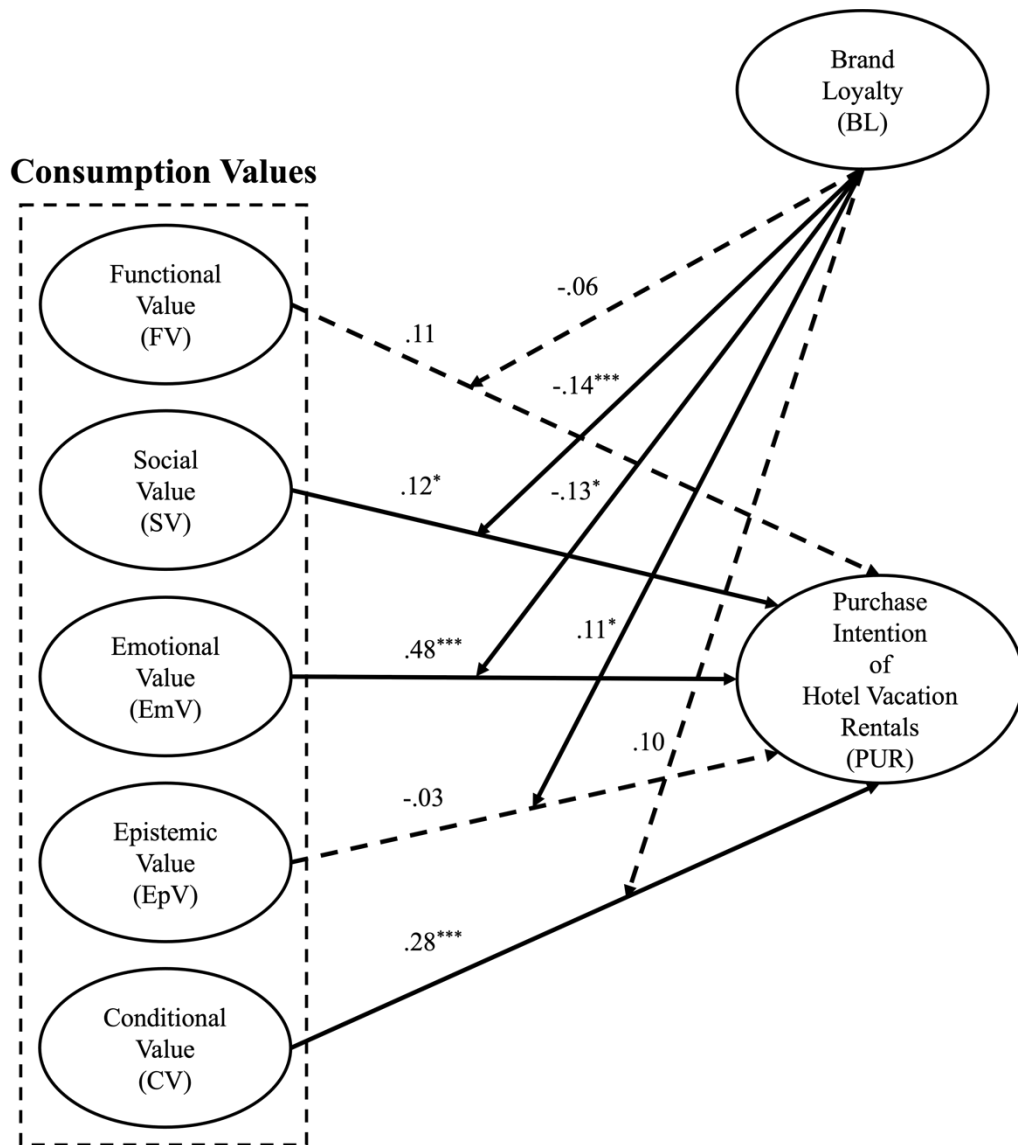 Brand
Loyalty
(BL)
Consumption Values
Functional
Value
(FV)
-.06
.11
-.14***
Social
Value
(SV)
.12*
-.13*
Emotional
Value
(EmV)
.48***
.11*
Purchase
Intention
of
Hotel Vacation
Rentals
(PUR)
.10
-.03
Epistemic
Value
(EpV)
.28***
Conditional
Value
(CV)